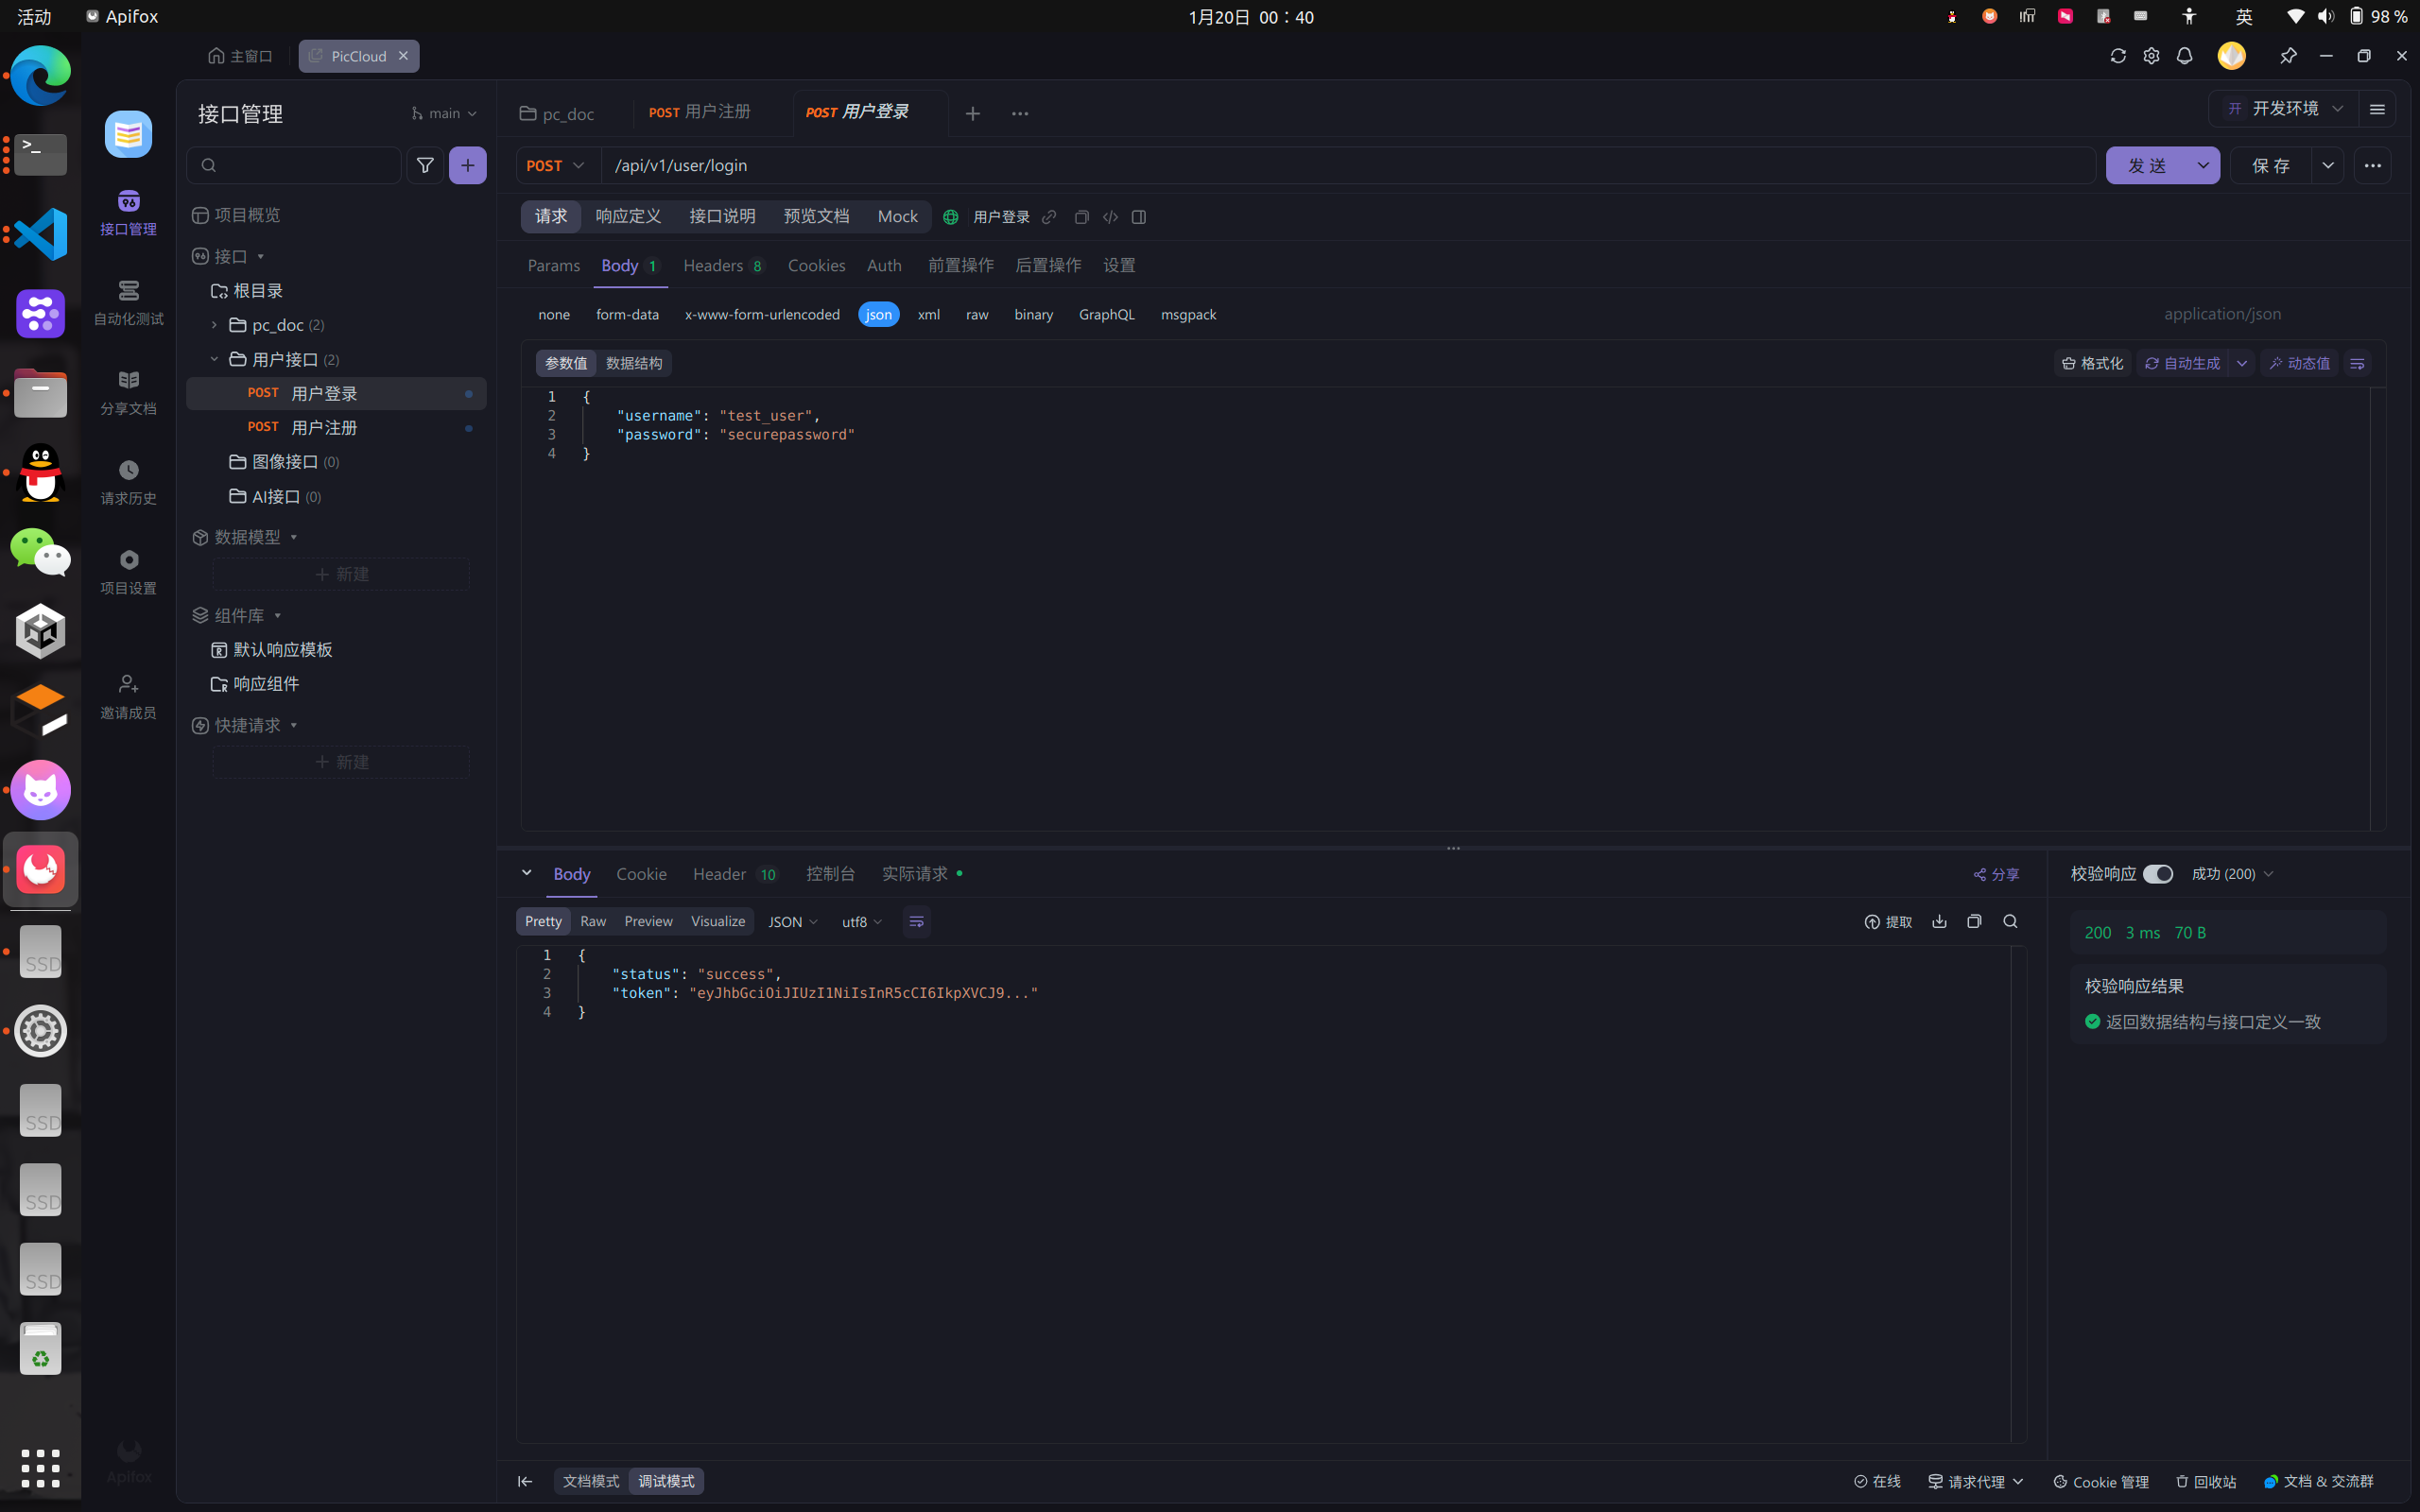 活动 Apifox 1月20日 00：40 英 98 %
主窗口 PicCloud
接口管理 main
pc_doc POST 用户注册 POST 用户登录 开 开发环境
POST /api/v1/user/login 发 送 保 存
接口管理
自动化测试
分享文档
请求历史
项目设置
邀请成员
Apifox
项目概览
接口
根目录
pc_doc (2)
用户接口 (2)
POST 用户登录
POST 用户注册
图像接口 (0)
AI接口 (0)
数据模型
新建
组件库
默认响应模板
响应组件
快捷请求
新建
请求 响应定义 接口说明 预览文档 Mock 用户登录
Params Body 1 Headers 8 Cookies Auth 前置操作 后置操作 设置
none form-data x-www-form-urlencoded json xml raw binary GraphQL msgpack application/json
参数值 数据结构 格式化 自动生成 动态值
1 {
2 "username": "test_user",
3 "password": "securepassword"
4 }
Body Cookie Header 10 控制台 实际请求 分享
Pretty Raw Preview Visualize JSON utf8 提取
1 {
2 "status": "success",
3 "token": "eyJhbGciOiJIUzI1NiIsInR5cCI6IkpXVCJ9..."
4 }
校验响应 成功 (200)
200 3 ms 70 B
校验响应结果
返回数据结构与接口定义一致
文档模式 调试模式 在线 请求代理 Cookie 管理 回收站 文档 & 交流群
SSD
SSD
SSD
SSD